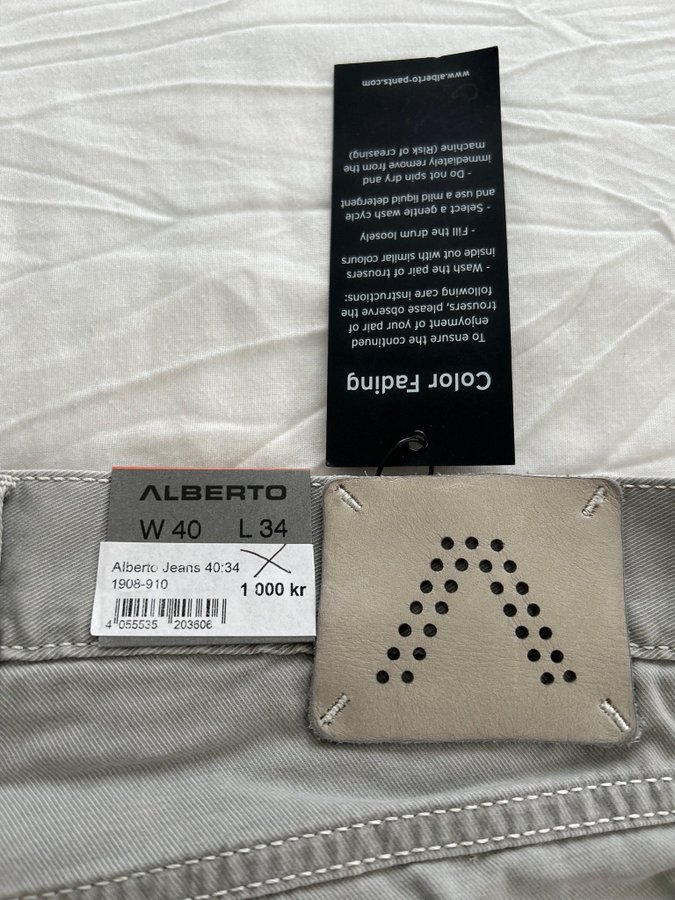 Color Fading
To ensure the continued
enjoyment of your pair of
trousers, please observe the
following care instructions:
- Wash the pair of trousers
inside out with similar colours
- Fill the drum loosely
- Select a gentle wash cycle
and use a mild liquid detergent
- Do not spin dry and
immediately remove from the
machine (Risk of creasing)
www.alberto-pants.com
ALBERTO
W 40 L 34
Alberto Jeans 40:34
1908-910
1 000 kr
4 055535 203606